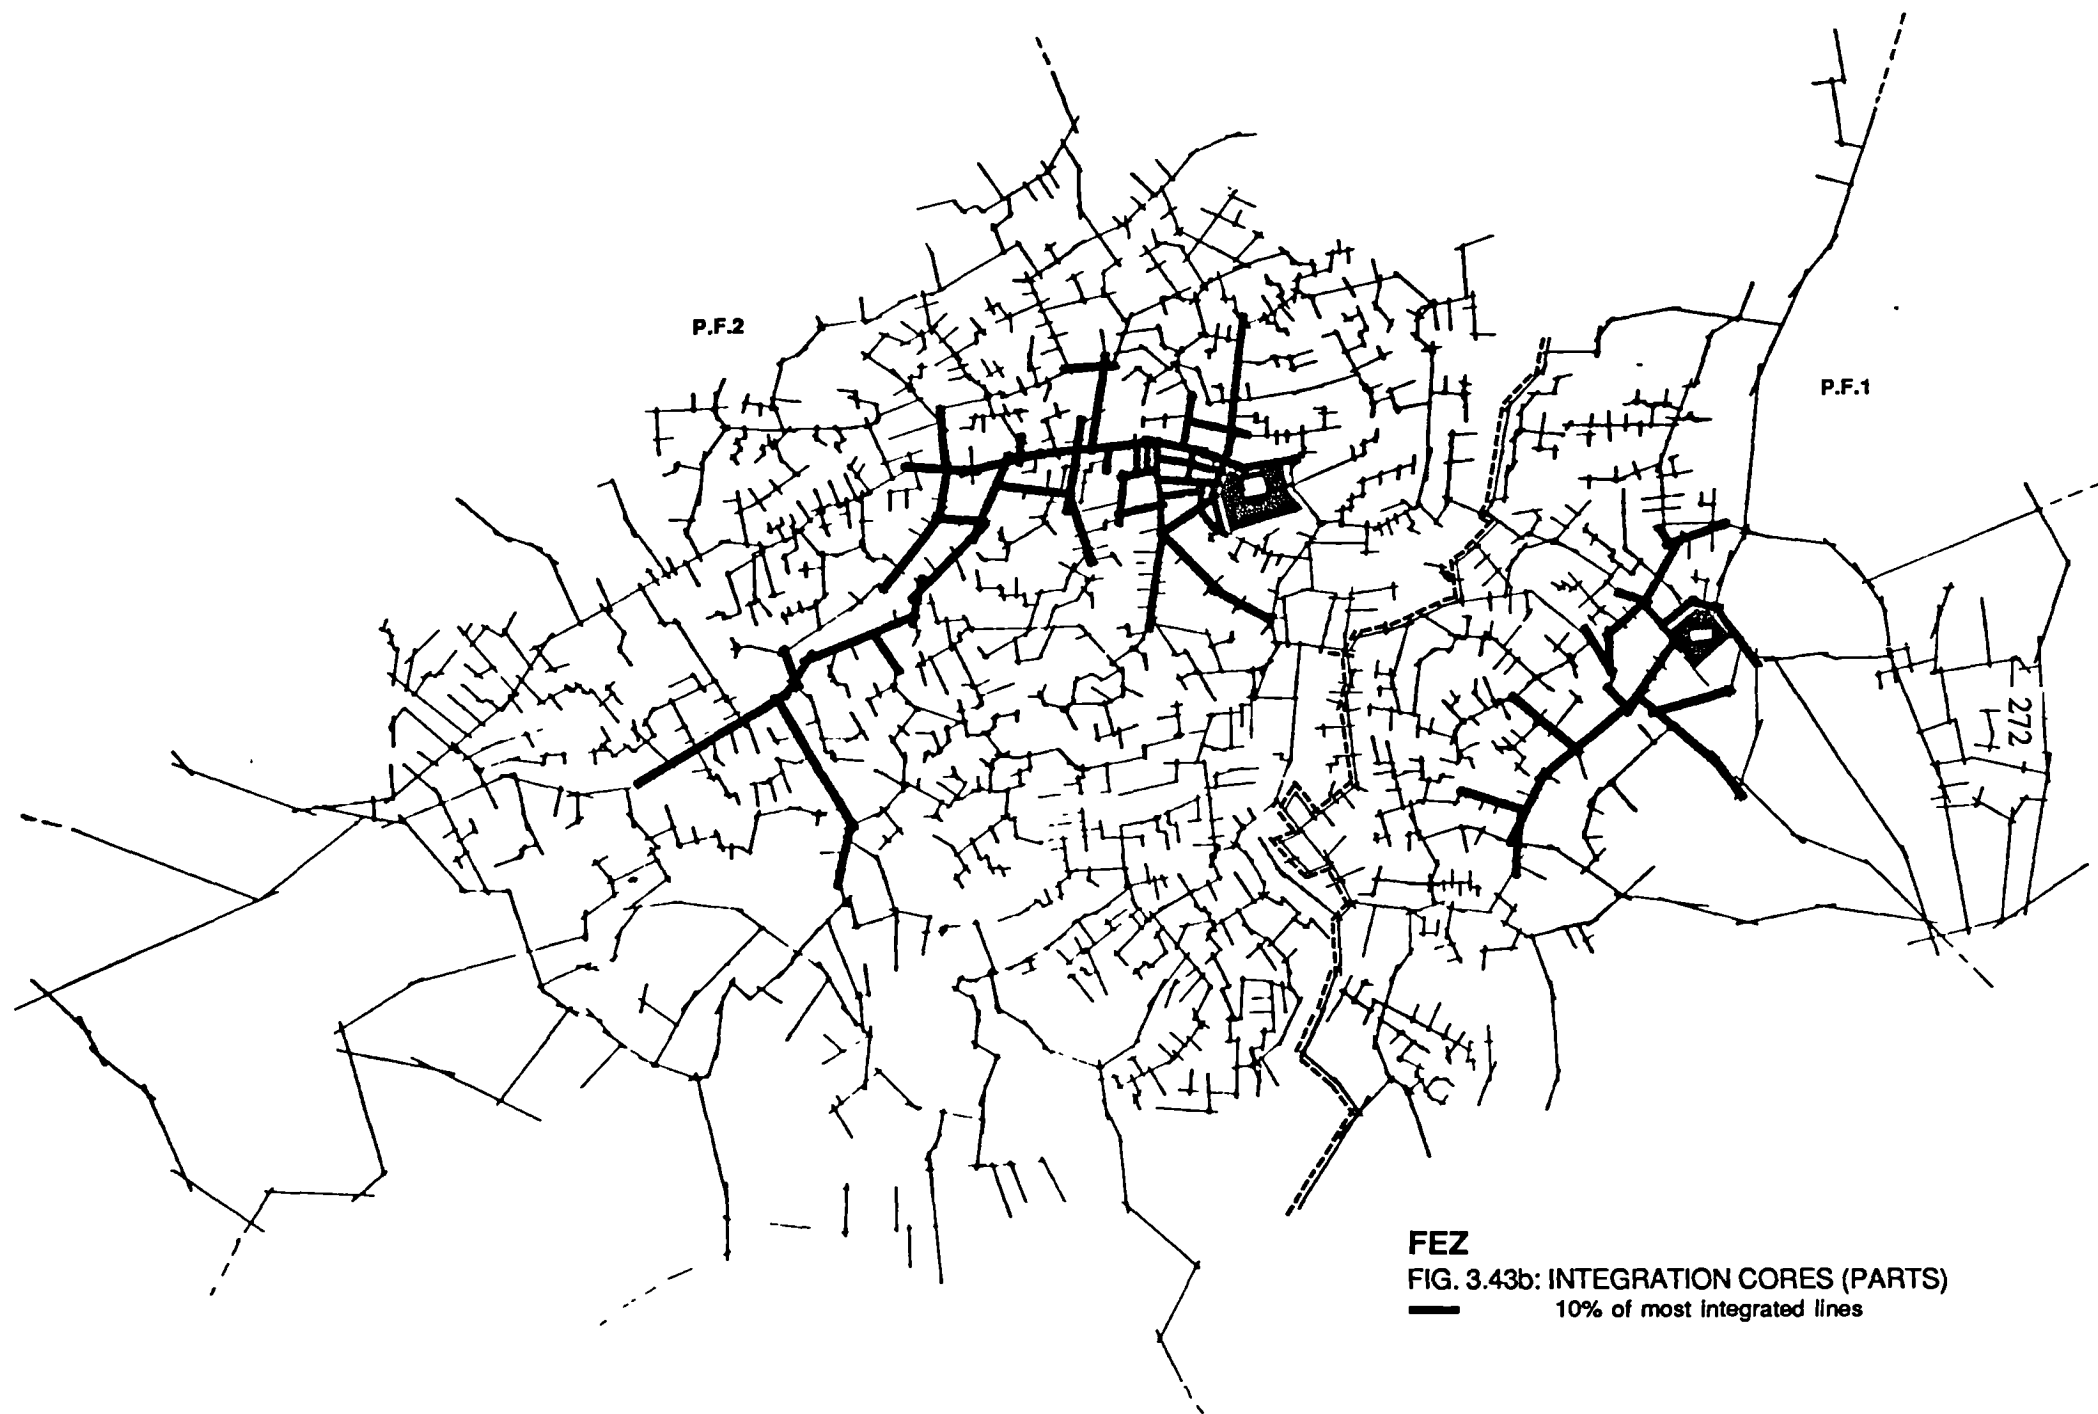 P.F.2
P.F.1
272
FEZ
FIG. 3.43b: INTEGRATION CORES (PARTS)
10% of most integrated lines